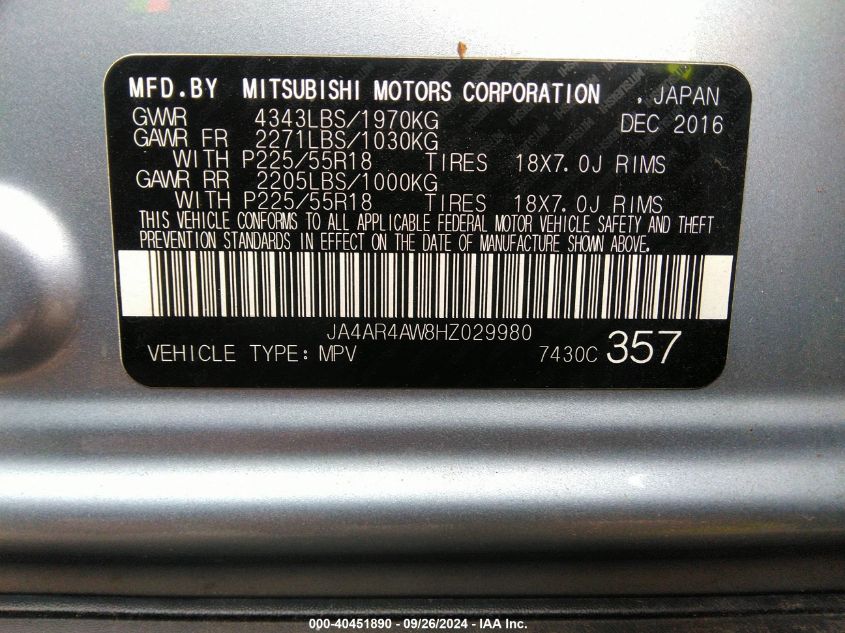 MFD.BY MITSUBISHI MOTORS CORPORATION , JAPAN
GVWR 4343LBS/1970KG DEC 2016
GAWR FR 2271LBS/1030KG
WITH P225/55R18 TIRES 18X7.0J RIMS
GAWR RR 2205LBS/1000KG
WITH P225/55R18 TIRES 18X7.0J RIMS
THIS VEHICLE CONFORMS TO ALL APPLICABLE FEDERAL MOTOR VEHICLE SAFETY AND THEFT
PREVENTION STANDARDS IN EFFECT ON THE DATE OF MANUFACTURE SHOWN ABOVE.
JA4AR4AW8HZ029980
VEHICLE TYPE: MPV 7430C 357
000-40451890 - 09/26/2024 - IAA Inc.